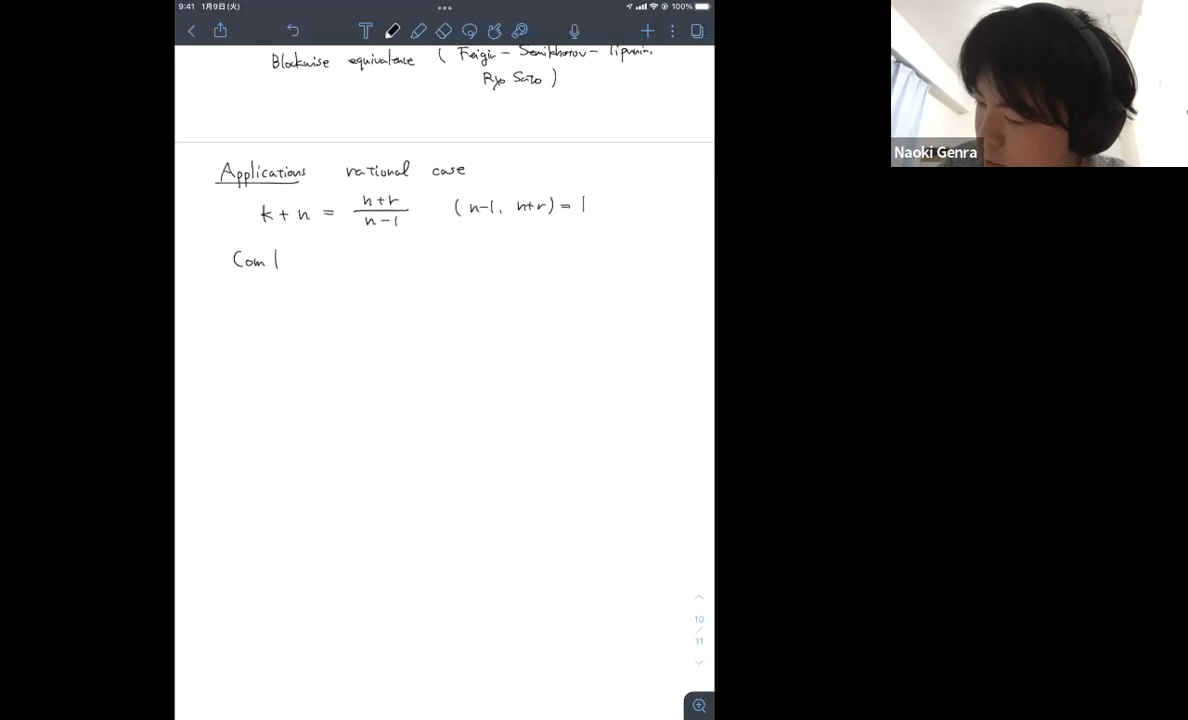 9:41 1月9日(火) 100%
Blockwise equivalence ( Feigin - Semikhatov - Tipunin,
Ryo Sato )
Applications rational case
k + n = \frac{n+r}{n-1} (n-1, n+r) = 1
Com (
Naoki Genra
10
/
11